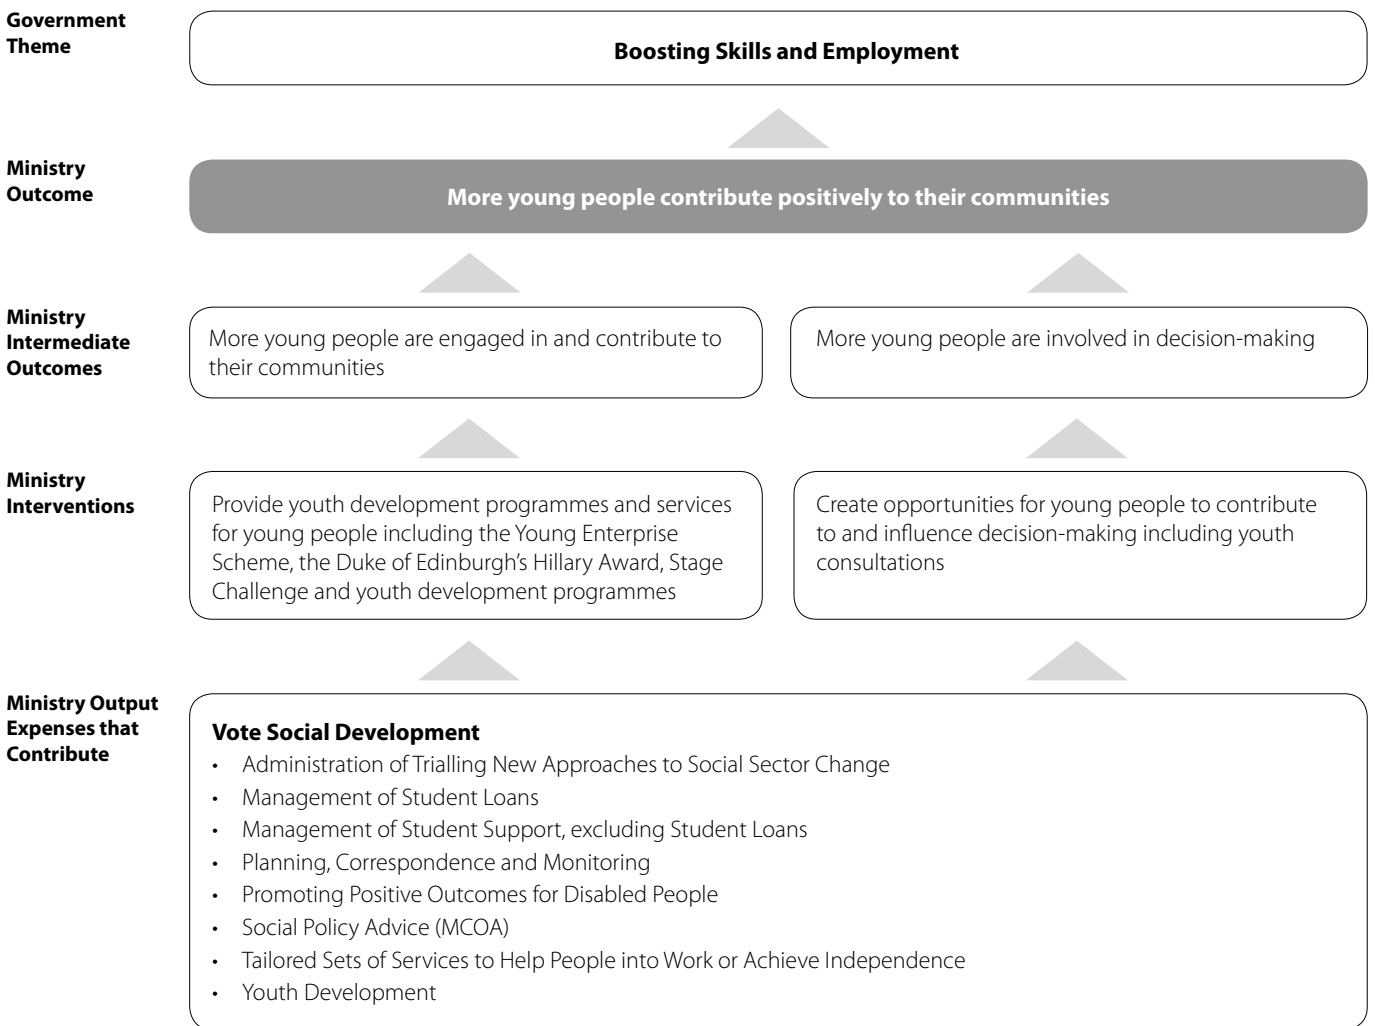 Government
Theme
Boosting Skills and Employment
Ministry
Outcome
More young people contribute positively to their communities
Ministry
Intermediate
Outcomes
More young people are engaged in and contribute to
their communities
More young people are involved in decision-making
Ministry
Interventions
Provide youth development programmes and services
for young people including the Young Enterprise
Scheme, the Duke of Edinburgh’s Hillary Award, Stage
Challenge and youth development programmes
Create opportunities for young people to contribute
to and influence decision-making including youth
consultations
Ministry Output
Expenses that
Contribute
Vote Social Development
• Administration of Trialling New Approaches to Social Sector Change
• Management of Student Loans
• Management of Student Support, excluding Student Loans
• Planning, Correspondence and Monitoring
• Promoting Positive Outcomes for Disabled People
• Social Policy Advice (MCOA)
• Tailored Sets of Services to Help People into Work or Achieve Independence
• Youth Development